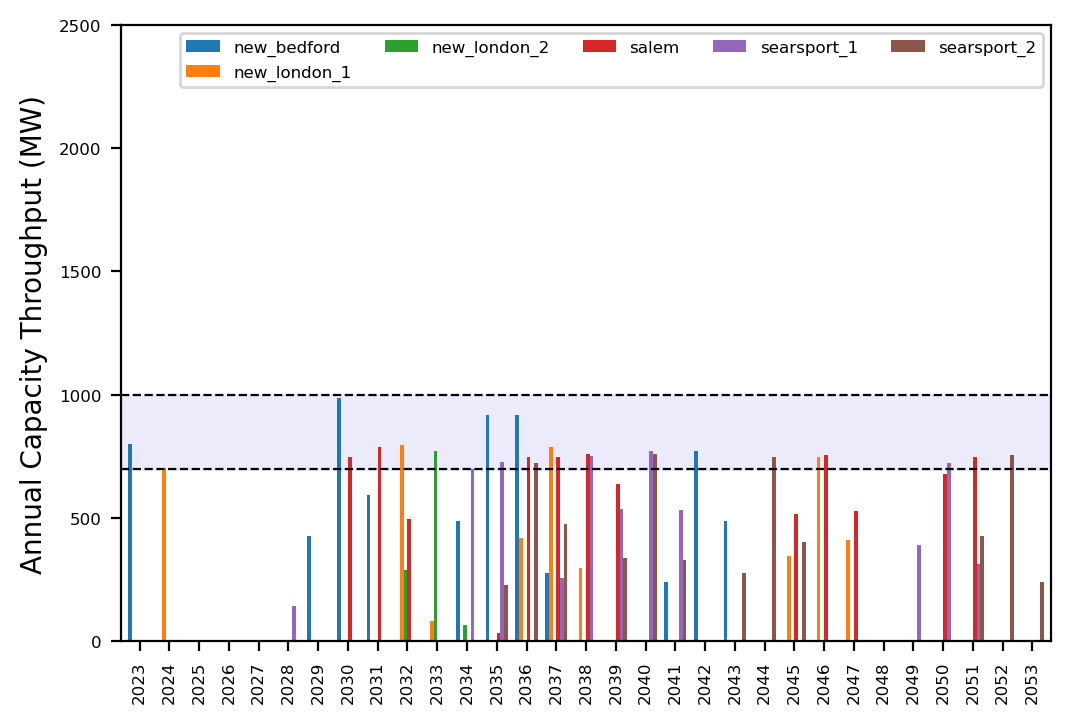 Annual Capacity Throughput (MW)
2500
2000
1500
1000
500
0
new_bedford new_london_2 salem searsport_1 searsport_2
new_london_1
2023 2024 2025 2026 2027 2028 2029 2030 2031 2032 2033 2034 2035 2036 2037 2038 2039 2040 2041 2042 2043 2044 2045 2046 2047 2048 2049 2050 2051 2052 2053